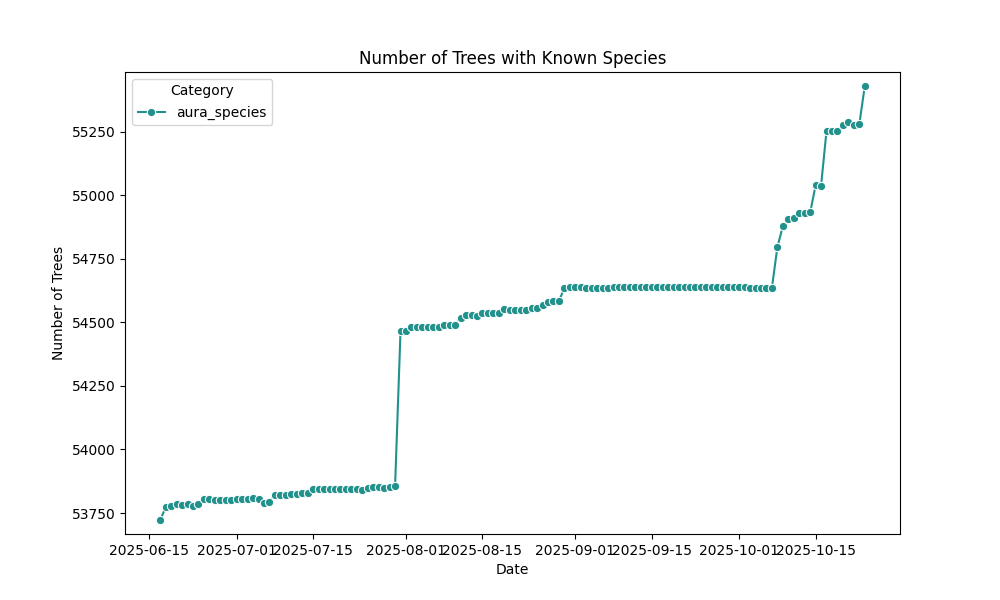 Number of Trees with Known Species
Category
aura_species
Number of Trees
55250
55000
54750
54500
54250
54000
53750
2025-06-15 2025-07-01 2025-07-15 2025-08-01 2025-08-15 2025-09-01 2025-09-15 2025-10-01 2025-10-15
Date